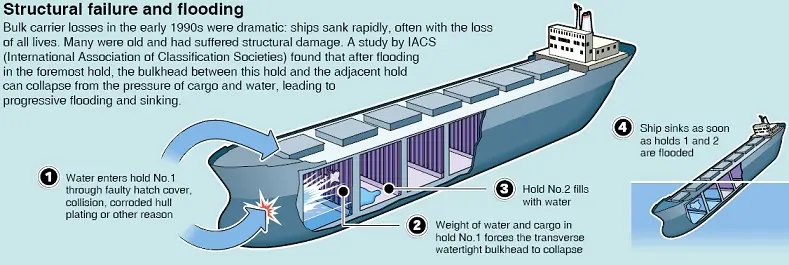 Structural failure and flooding
Bulk carrier losses in the early 1990s were dramatic: ships sank rapidly, often with the loss
of all lives. Many were old and had suffered structural damage. A study by IACS
(International Association of Classification Societies) found that after flooding
in the foremost hold, the bulkhead between this hold and the adjacent hold
can collapse from the pressure of cargo and water, leading to
progressive flooding and sinking.
1 Water enters hold No.1
through faulty hatch cover,
collision, corroded hull
plating or other reason
2 Weight of water and cargo in
hold No.1 forces the transverse
watertight bulkhead to collapse
3 Hold No.2 fills
with water
4 Ship sinks as soon
as holds 1 and 2
are flooded